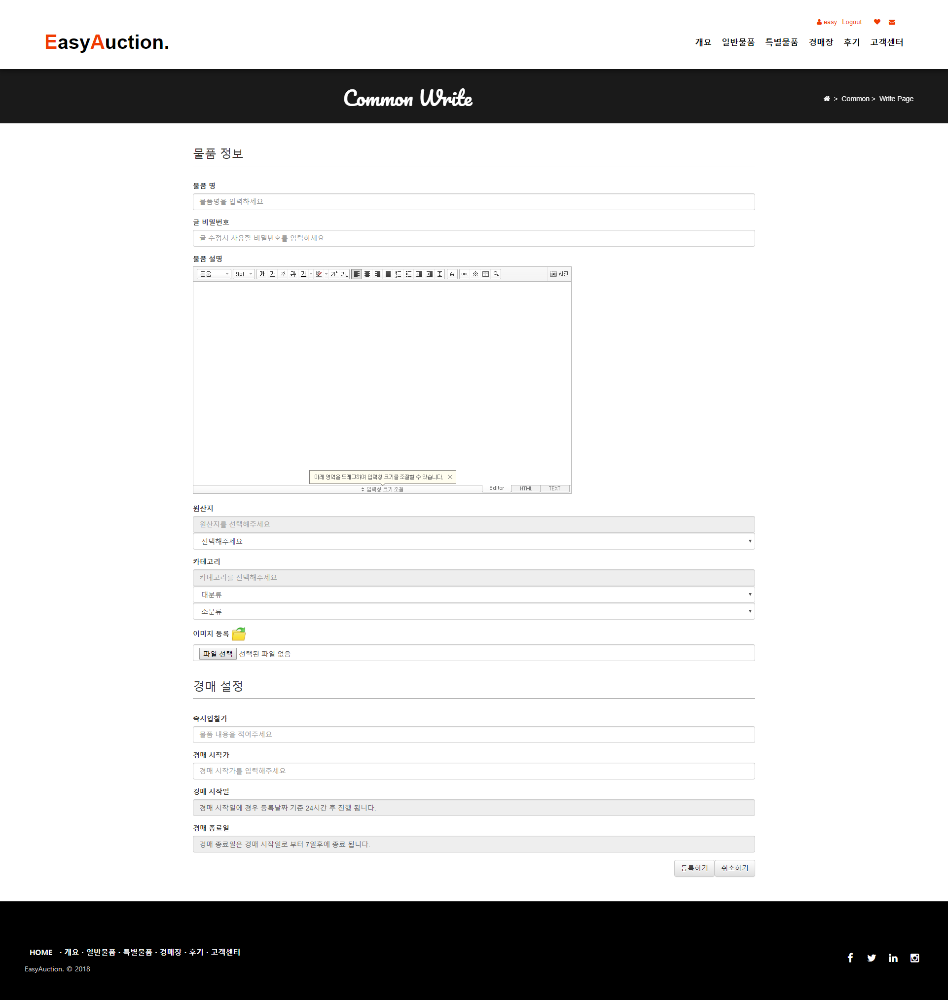 easy Logout
EasyAuction.
개요 일반물품 특별물품 경매장 후기 고객센터
Common Write
> Common > Write Page
물품 정보
물품 명
물품명을 입력하세요
글 비밀번호
글 수정시 사용할 비밀번호를 입력하세요
물품 설명
돋움 9pt 가 가 가 가 가 가² 가₁ URL ※ 사진
아래 영역을 드래그하여 입력창 크기를 조절할 수 있습니다.
입력창 크기 조절 Editor HTML TEXT
원산지
원산지를 선택해주세요
선택해주세요
카테고리
카테고리를 선택해주세요
대분류
소분류
이미지 등록
파일 선택 선택된 파일 없음
경매 설정
즉시입찰가
물품 내용을 적어주세요
경매 시작가
경매 시작가를 입력해주세요
경매 시작일
경매 시작일에 경우 등록날짜 기준 24시간 후 진행 됩니다.
경매 종료일
경매 종료일은 경매 시작일로 부터 7일후에 종료 됩니다.
등록하기 취소하기
HOME · 개요 · 일반물품 · 특별물품 · 경매장 · 후기 · 고객센터
EasyAuction. © 2018